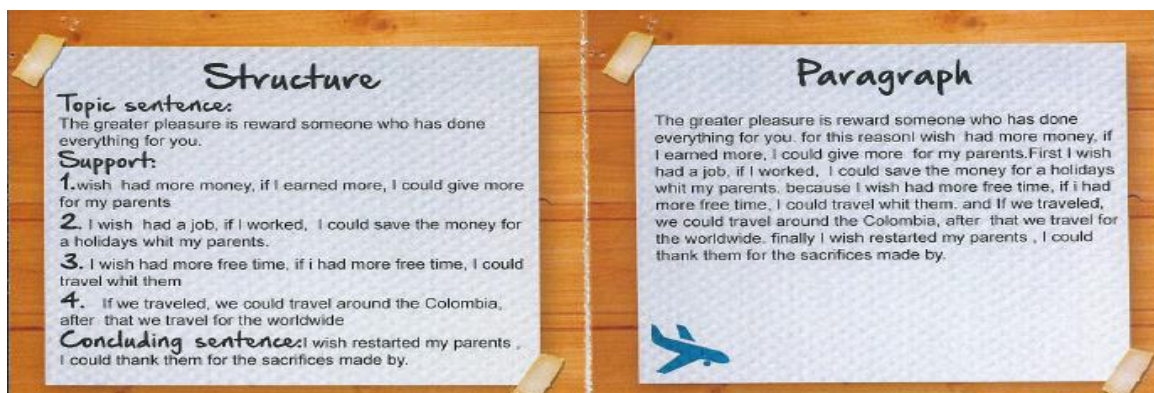 Structure
Topic sentence:
The greater pleasure is reward someone who has done
everything for you.
Support:
1.wish had more money, if I earned more, I could give more
for my parents
2. I wish had a job, if I worked, I could save the money for
a holidays whit my parents.
3. I wish had more free time, if i had more free time, I could
travel whit them
4. If we traveled, we could travel around the Colombia,
after that we travel for the worldwide
Concluding sentence:I wish restarted my parents ,
I could thank them for the sacrifices made by.
Paragraph
The greater pleasure is reward someone who has done
everything for you. for this reasonI wish had more money, if
I earned more, I could give more for my parents.First I wish
had a job, if I worked, I could save the money for a holidays
whit my parents. because I wish had more free time, if i had
more free time, I could travel whit them. and If we traveled,
we could travel around the Colombia, after that we travel for
the worldwide. finally I wish restarted my parents , I could
thank them for the sacrifices made by.